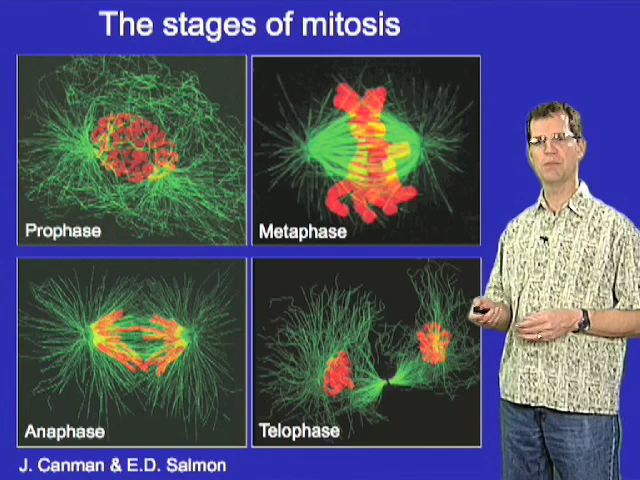 The stages of mitosis
Prophase
Metaphase
Anaphase
Telophase
J. Canman & E.D. Salmon